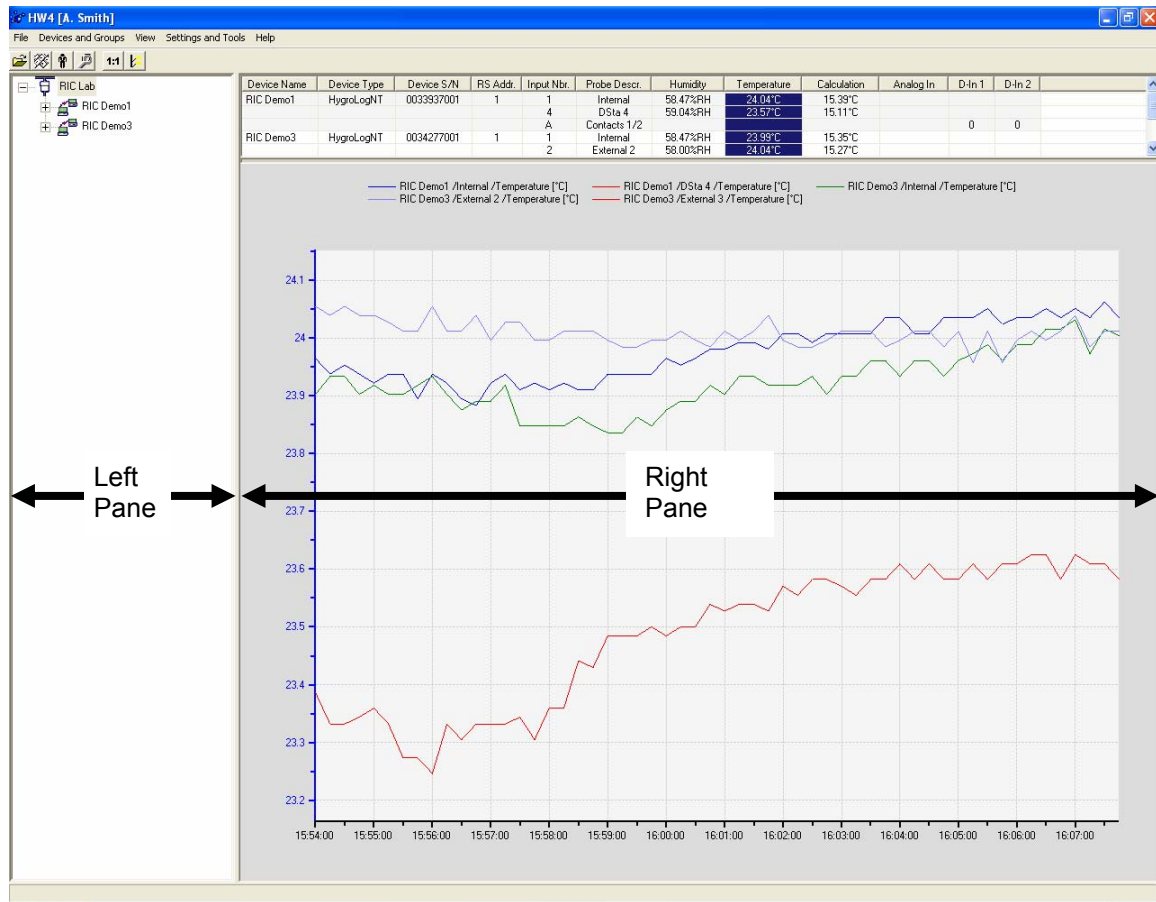 HW4 [A. Smith]
File Devices and Groups View Settings and Tools Help
1:1
RIC Lab
RIC Demo1
RIC Demo3
Device Name Device Type Device S/N RS Addr. Input Nbr. Probe Descr. Humidity Temperature Calculation Analog In D-In 1 D-In 2
RIC Demo1 HygroLogNT 0033937001 1 1 Internal 58.47%RH 24.04°C 15.39°C
4 DSta 4 59.04%RH 23.57°C 15.11°C
A Contacts 1/2 0 0
RIC Demo3 HygroLogNT 0034277001 1 1 Internal 58.47%RH 23.99°C 15.35°C
2 External 2 58.00%RH 24.04°C 15.27°C
RIC Demo1 /Internal /Temperature [°C] RIC Demo1 /DSta 4 /Temperature [°C] RIC Demo3 /Internal /Temperature [°C]
RIC Demo3 /External 2 /Temperature [°C] RIC Demo3 /External 3 /Temperature [°C]
24.1
24
23.9
23.8
Left
Pane
Right
Pane
23.7
23.6
23.5
23.4
23.3
23.2
15:54:00 15:55:00 15:56:00 15:57:00 15:58:00 15:59:00 16:00:00 16:01:00 16:02:00 16:03:00 16:04:00 16:05:00 16:06:00 16:07:00